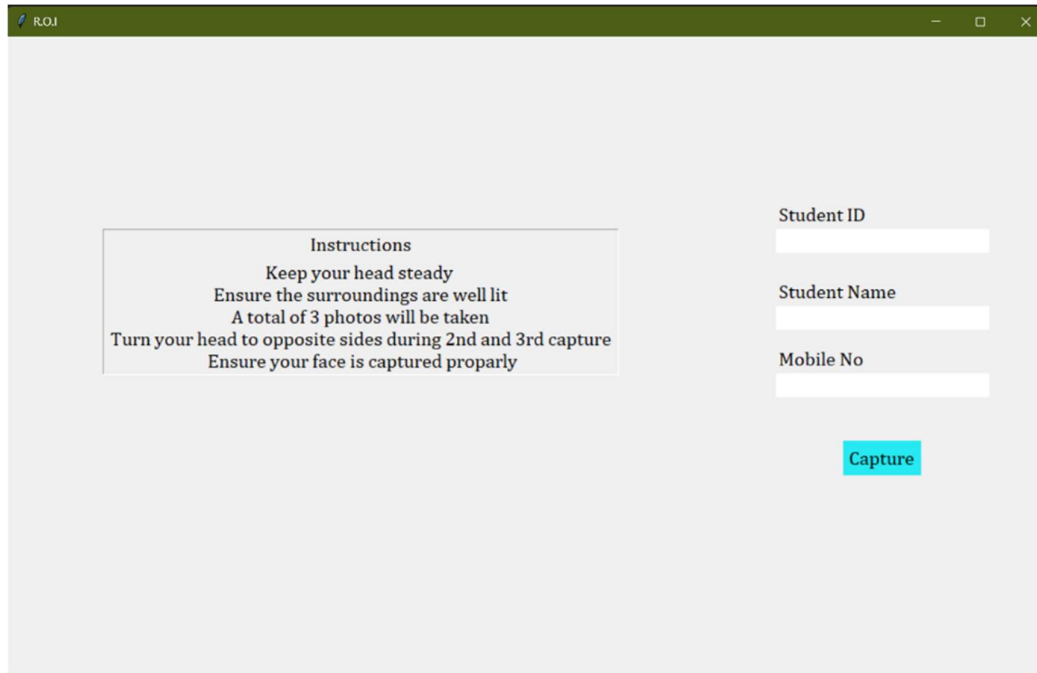 R.O.I
Instructions
Keep your head steady
Ensure the surroundings are well lit
A total of 3 photos will be taken
Turn your head to opposite sides during 2nd and 3rd capture
Ensure your face is captured proparly
Student ID
Student Name
Mobile No
Capture